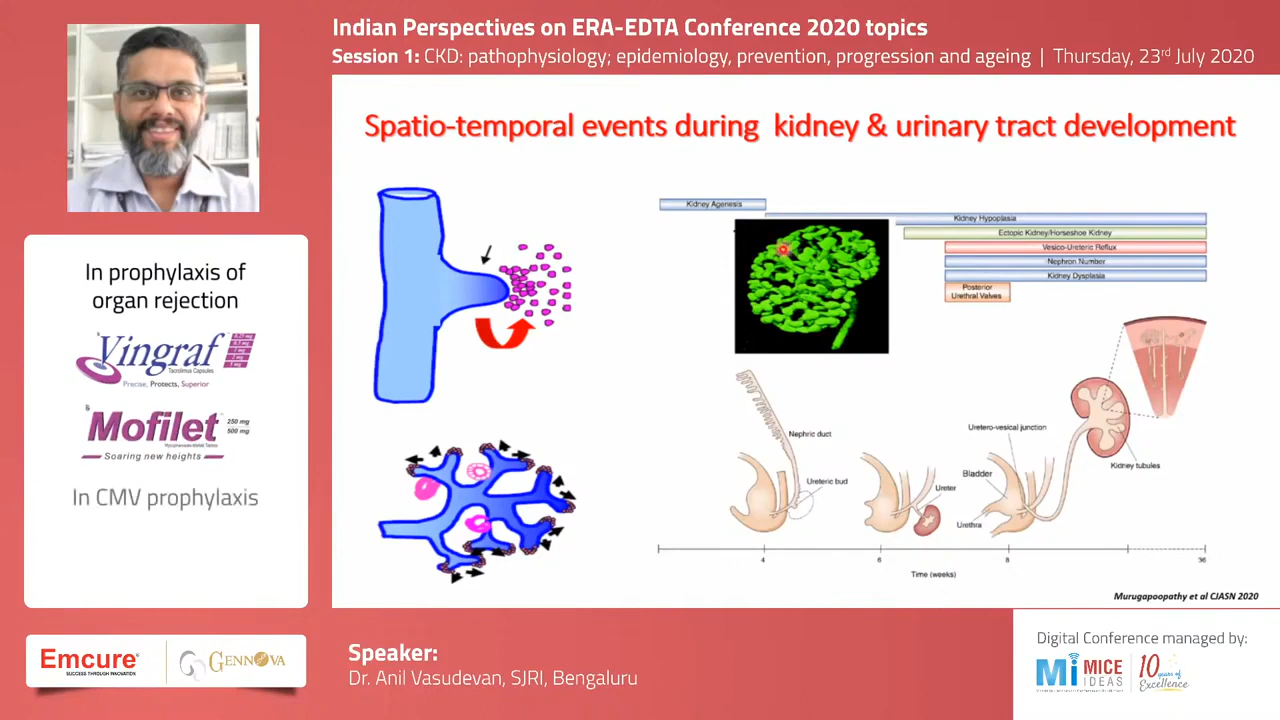 Indian Perspectives on ERA-EDTA Conference 2020 topics
Session 1: CKD: pathophysiology; epidemiology, prevention, progression and ageing | Thursday, 23rd July 2020
Spatio-temporal events during kidney & urinary tract development
Kidney Agenesis
Kidney Hypoplasia
Ectopic Kidney/Horseshoe Kidney
Vesico-Ureteric Reflux
Nephron Number
Kidney Dysplasia
Posterior
Urethral Valves
Nephric duct
Ureteric bud
Ureter
Uretero-vesical junction
Bladder
Urethra
Kidney tubules
4 6 8 36
Time (weeks)
Murugapoopathy et al CJASN 2020
In prophylaxis of
organ rejection
Vingraf
Tacrolimus Capsules
Precise, Protects, Superior
Mofilet
250 mg
500 mg
Soaring new heights
In CMV prophylaxis
Emcure
SUCCESS THROUGH INNOVATION
GENNOVA
Speaker:
Dr. Anil Vasudevan, SJRI, Bengaluru
Digital Conference managed by:
Mi MICE
IDEAS
10 years of
Excellence